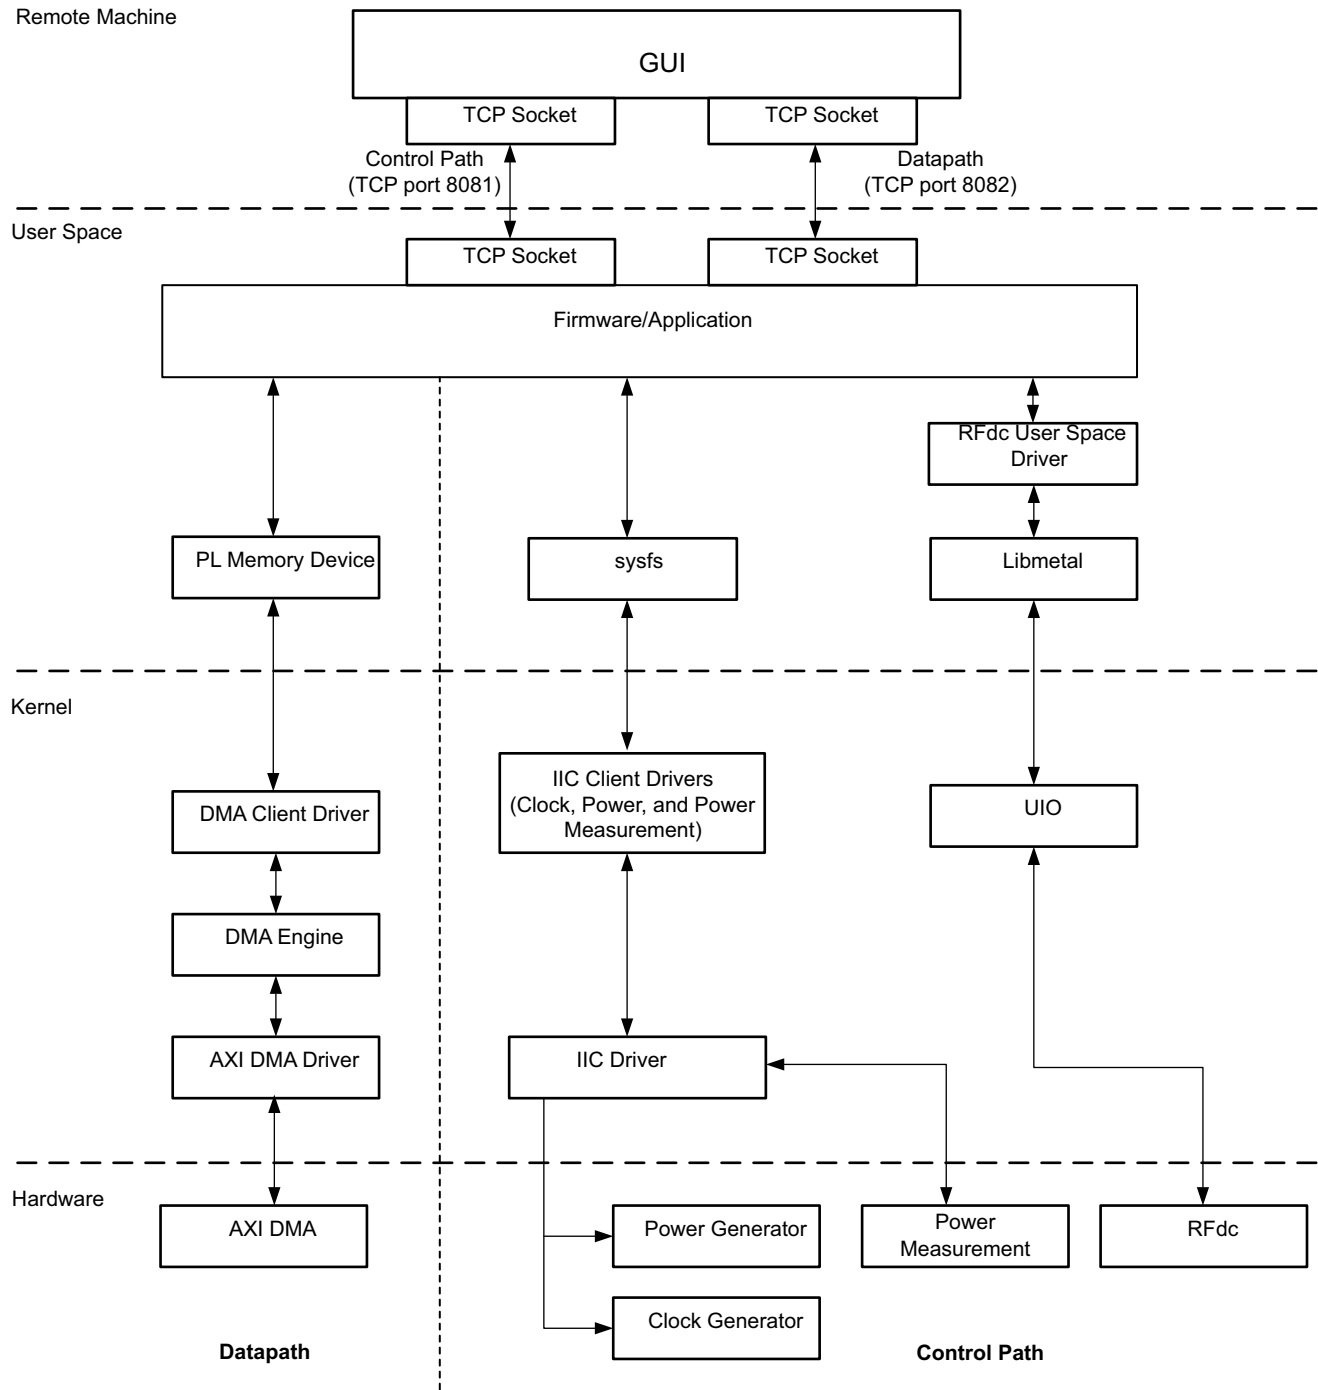 Remote Machine
GUI
TCP Socket
TCP Socket
Control Path
(TCP port 8081)
Datapath
(TCP port 8082)
User Space
TCP Socket
TCP Socket
Firmware/Application
RFdc User Space
Driver
PL Memory Device
sysfs
Libmetal
Kernel
IIC Client Drivers
(Clock, Power, and Power
Measurement)
DMA Client Driver
UIO
DMA Engine
AXI DMA Driver
IIC Driver
Hardware
AXI DMA
Power Generator
Power
Measurement
RFdc
Clock Generator
Datapath
Control Path